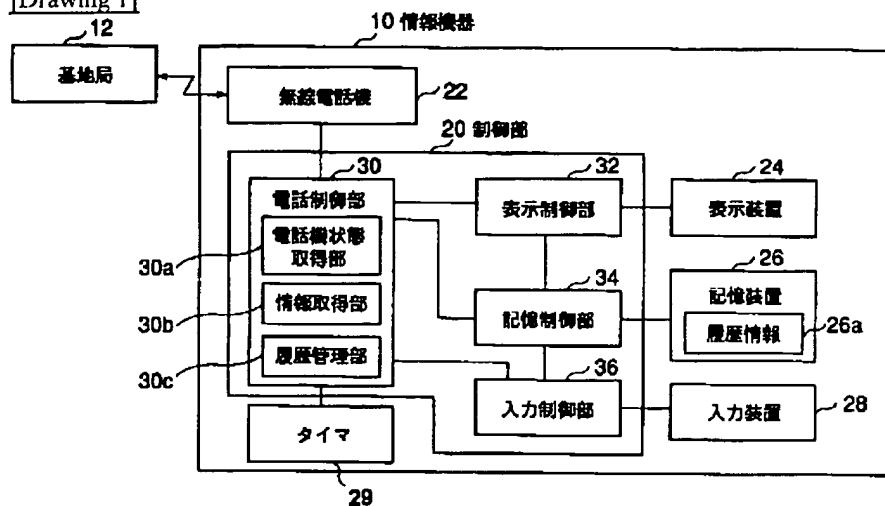 [Drawing 1]
12
基地局
10 情報機器
無線電話機
22
20 制御部
30
電話制御部
電話機状態
取得部
30a
情報取得部
30b
履歴管理部
30c
32
表示制御部
24
表示装置
34
記憶制御部
26
記憶装置
履歴情報
26a
36
入力制御部
入力装置
28
タイマ
29